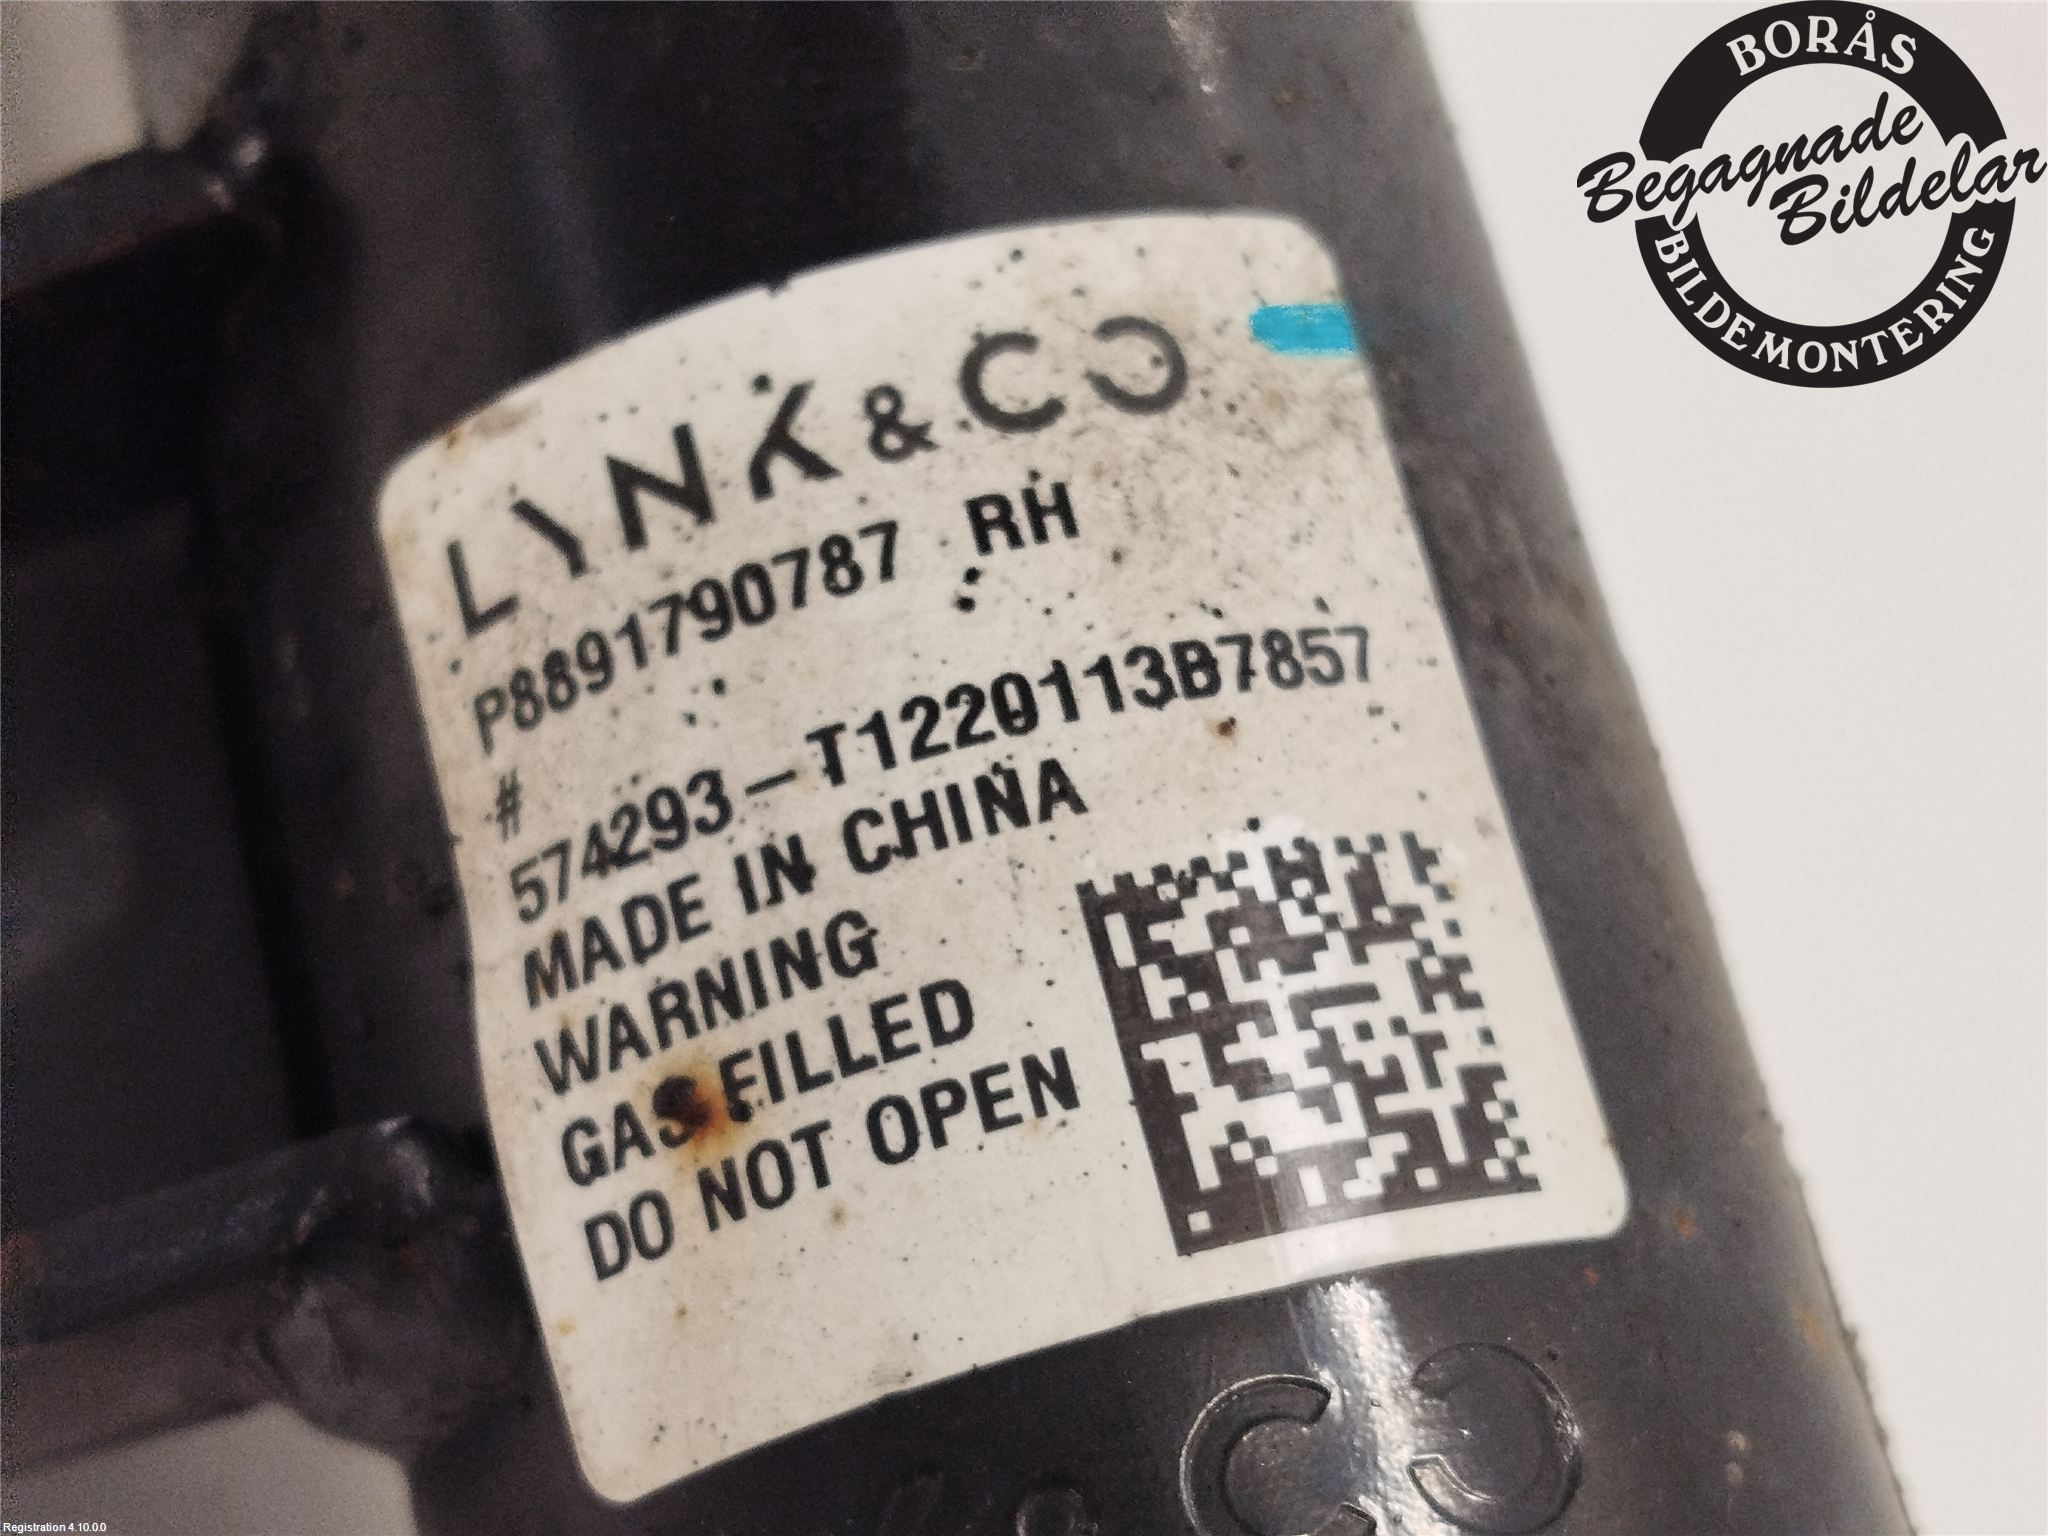 BORÅS
Begagnade
Bildelar
BILDEMONTERING
LYNK & CO
P8891790787 RH
#
574293-T1220113B7857
MADE IN CHINA
WARNING
GAS FILLED
DO NOT OPEN
& CO
Registration 4.10.0.0